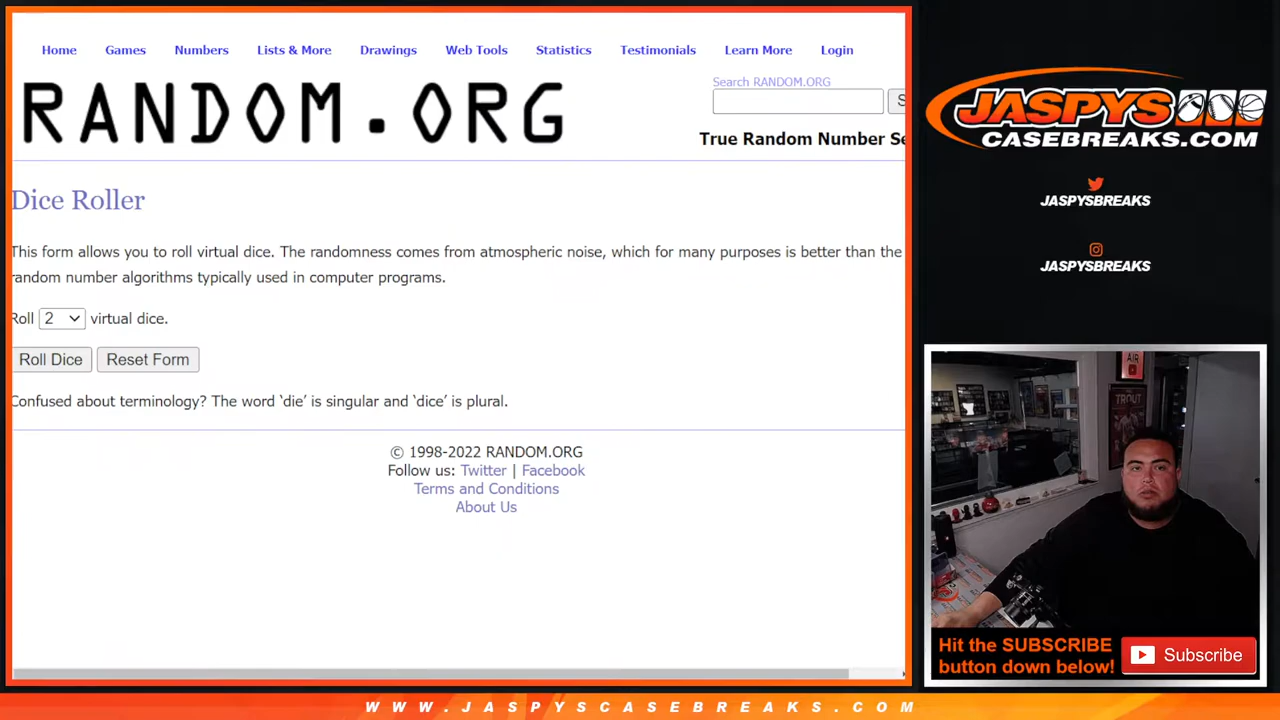 Home Games Numbers Lists & More Drawings Web Tools Statistics Testimonials Learn More Login
RANDOM.ORG
Search RANDOM.ORG
True Random Number Se
Dice Roller
This form allows you to roll virtual dice. The randomness comes from atmospheric noise, which for many purposes is better than the
random number algorithms typically used in computer programs.
Roll 2 virtual dice.
Roll Dice Reset Form
Confused about terminology? The word ‘die’ is singular and ‘dice’ is plural.
© 1998-2022 RANDOM.ORG
Follow us: Twitter | Facebook
Terms and Conditions
About Us
JASPYS
CASEBREAKS.COM
JASPYSBREAKS
JASPYSBREAKS
AIR
TROUT
Hit the SUBSCRIBE
button down below!
Subscribe
WWW.JASPYSCASEBREAKS.COM